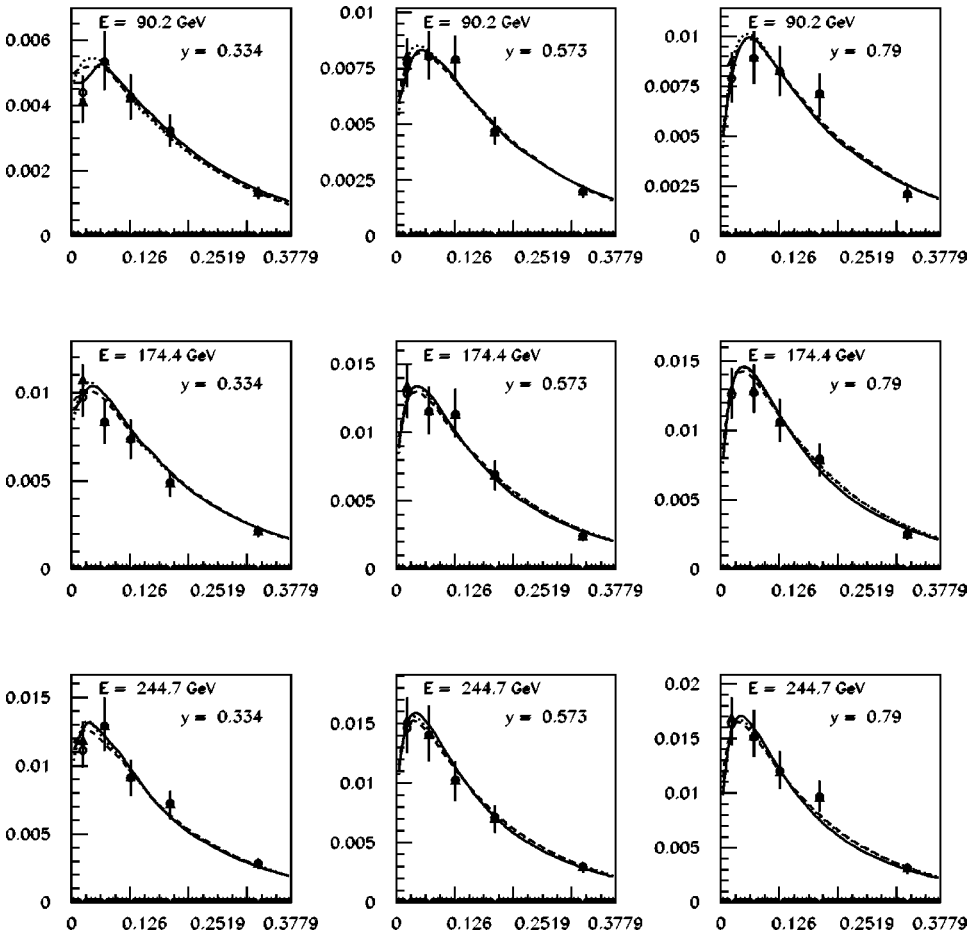 E = 90.2 GeV
y = 0.334
0.006
0.004
0.002
0
0 0.126 0.2519 0.3779
E = 90.2 GeV
y = 0.573
0.01
0.0075
0.005
0.0025
0
0 0.126 0.2519 0.3779
E = 90.2 GeV
y = 0.79
0.01
0.0075
0.005
0.0025
0
0 0.126 0.2519 0.3779
E = 174.4 GeV
y = 0.334
0.01
0.005
0
0 0.126 0.2519 0.3779
E = 174.4 GeV
y = 0.573
0.015
0.01
0.005
0
0 0.126 0.2519 0.3779
E = 174.4 GeV
y = 0.79
0.015
0.01
0.005
0
0 0.126 0.2519 0.3779
E = 244.7 GeV
y = 0.334
0.015
0.01
0.005
0
0 0.126 0.2519 0.3779
E = 244.7 GeV
y = 0.573
0.015
0.01
0.005
0
0 0.126 0.2519 0.3779
E = 244.7 GeV
y = 0.79
0.02
0.015
0.01
0.005
0
0 0.126 0.2519 0.3779